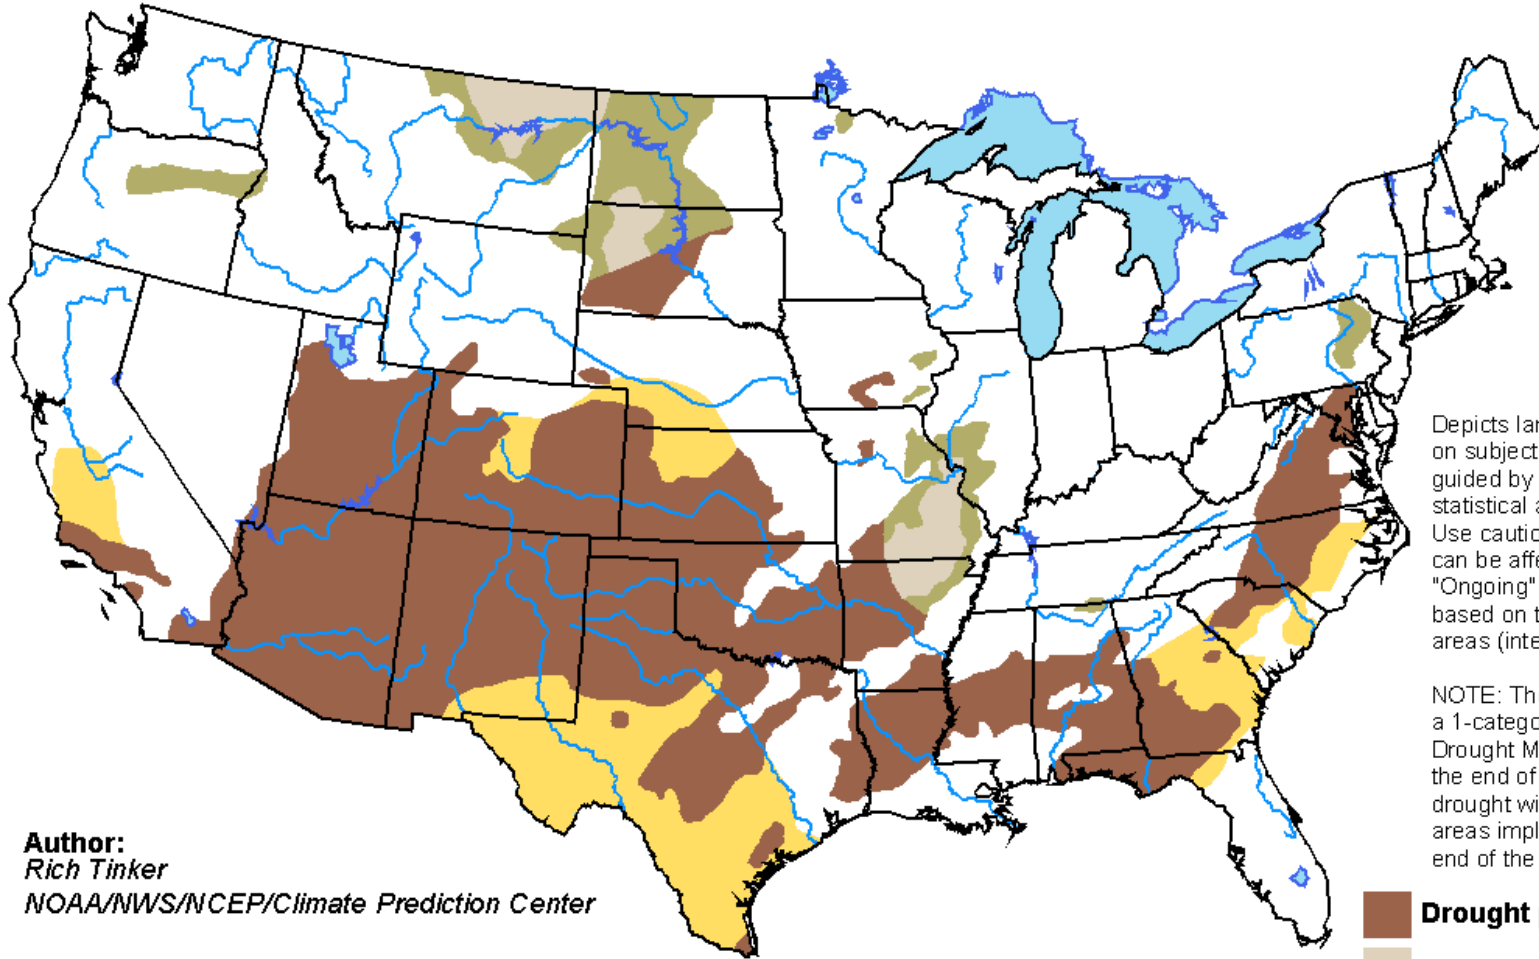 Depicts lar
on subject
guided by
statistical a
Use cautio
can be affe
"Ongoing"
based on t
areas (inte
NOTE: Th
a 1-catego
Drought M
the end of
drought wi
areas impl
end of the
Author:
Rich Tinker
NOAA/NWS/NCEP/Climate Prediction Center
Drought